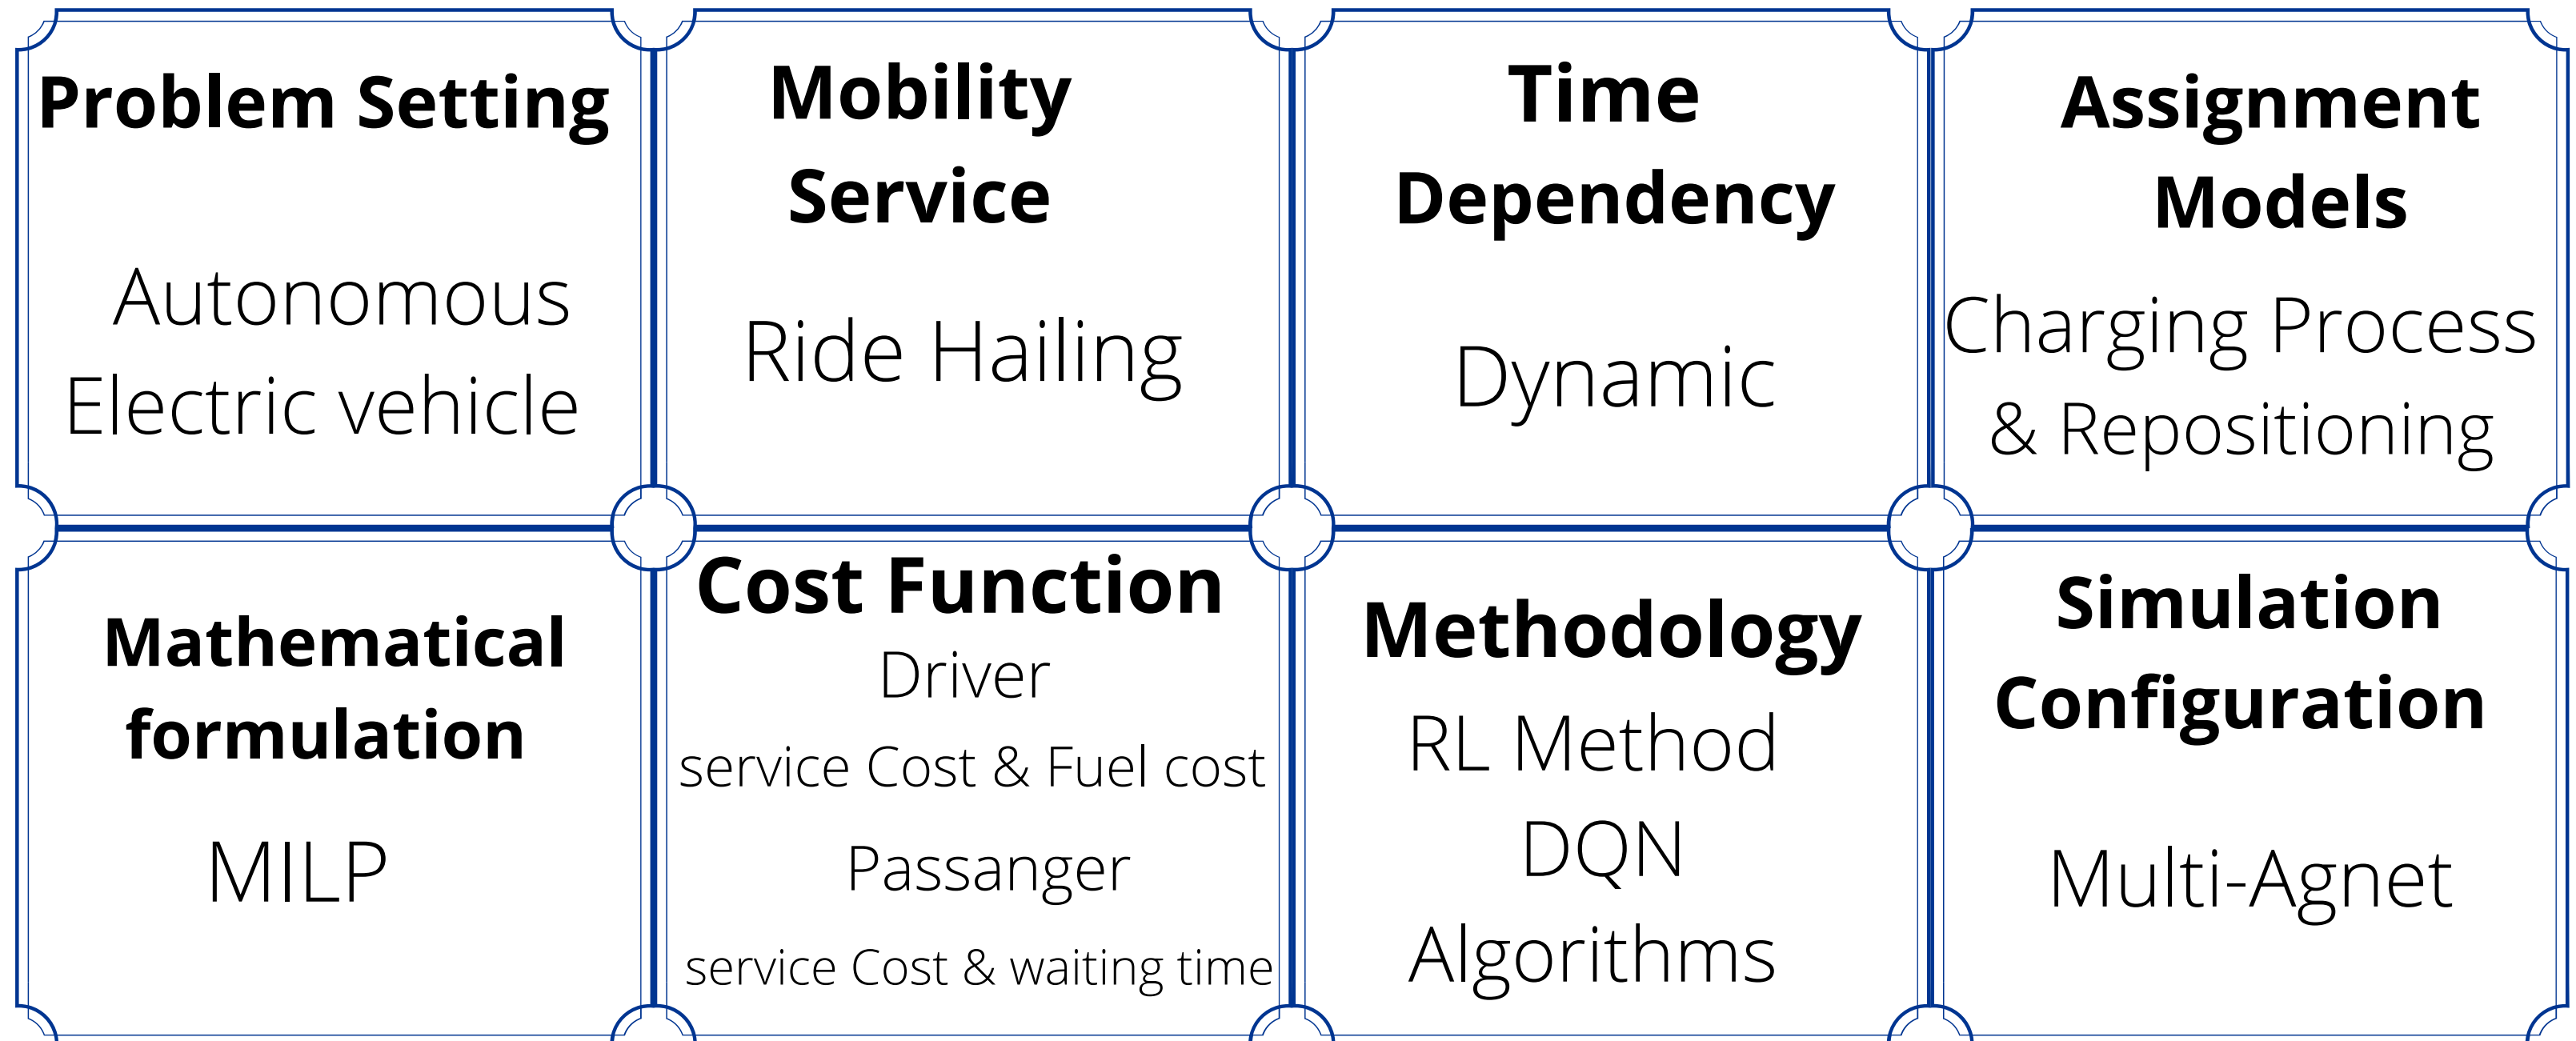 Problem Setting
Autonomous
Electric vehicle
Mobility
Service
Ride Hailing
Time
Dependency
Dynamic
Assignment
Models
Charging Process
& Repositioning
Mathematical
formulation
MILP
Cost Function
Driver
service Cost & Fuel cost
Passanger
service Cost & waiting time
Methodology
RL Method
DQN
Algorithms
Simulation
Configuration
Multi-Agnet